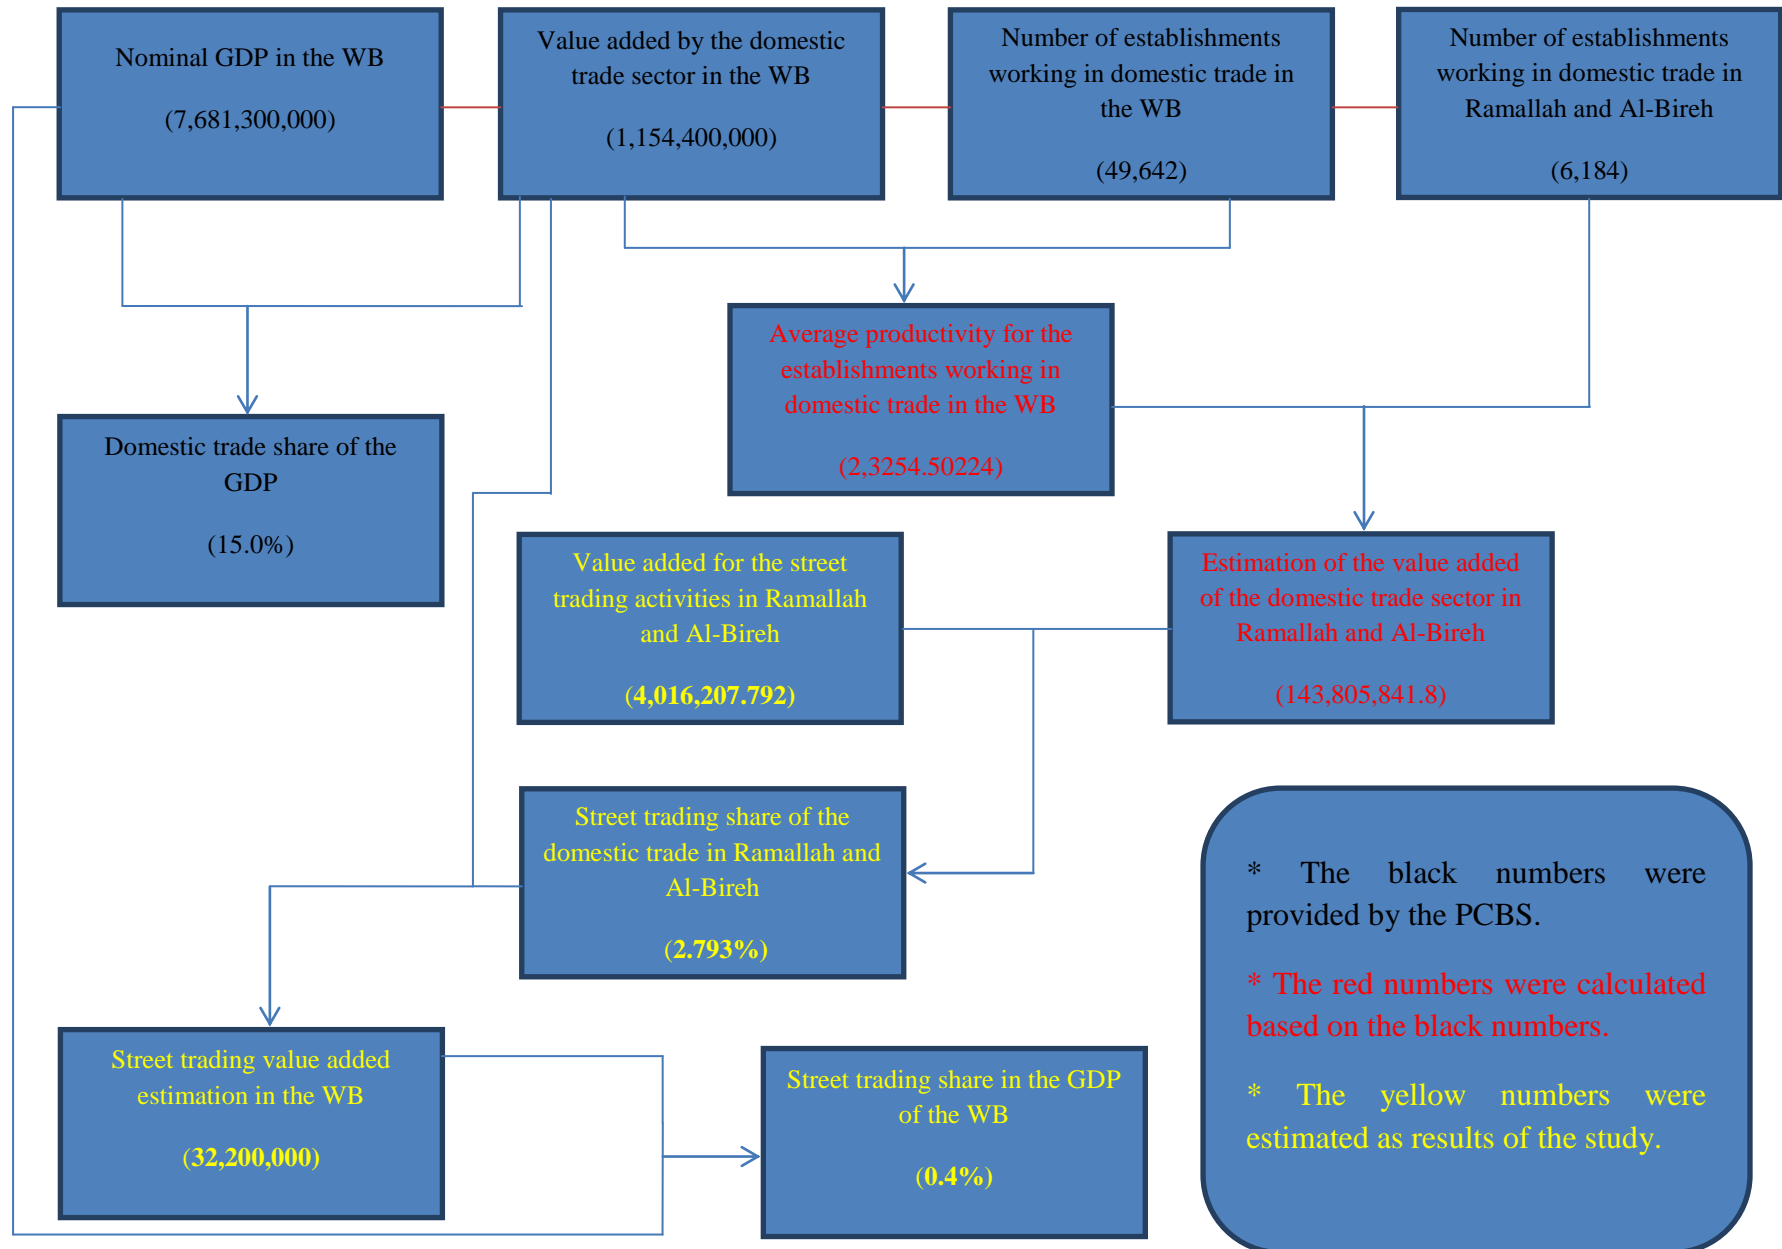 Nominal GDP in the WB
(7,681,300,000)
Value added by the domestic
trade sector in the WB
(1,154,400,000)
Number of establishments
working in domestic trade in
the WB
(49,642)
Number of establishments
working in domestic trade in
Ramallah and Al-Bireh
(6,184)
Average productivity for the
establishments working in
domestic trade in the WB
(2,3254.50224)
Domestic trade share of the
GDP
(15.0%)
Value added for the street
trading activities in Ramallah
and Al-Bireh
(4,016,207.792)
Estimation of the value added
of the domestic trade sector in
Ramallah and Al-Bireh
(143,805,841.8)
Street trading share of the
domestic trade in Ramallah and
Al-Bireh
(2.793%)
* The black numbers were
provided by the PCBS.
* The red numbers were calculated
based on the black numbers.
* The yellow numbers were
estimated as results of the study.
Street trading value added
estimation in the WB
(32,200,000)
Street trading share in the GDP
of the WB
(0.4%)